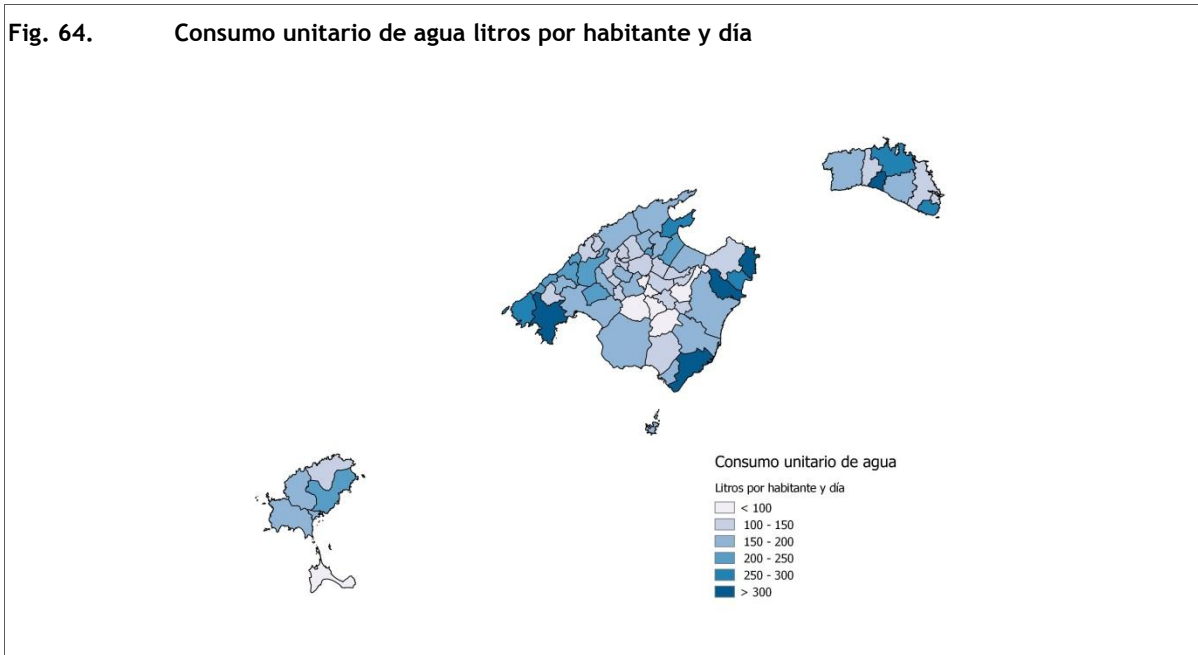 Fig. 64. Consumo unitario de agua litros por habitante y día
Consumo unitario de agua
Litros por habitante y día
< 100
100 - 150
150 - 200
200 - 250
250 - 300
> 300